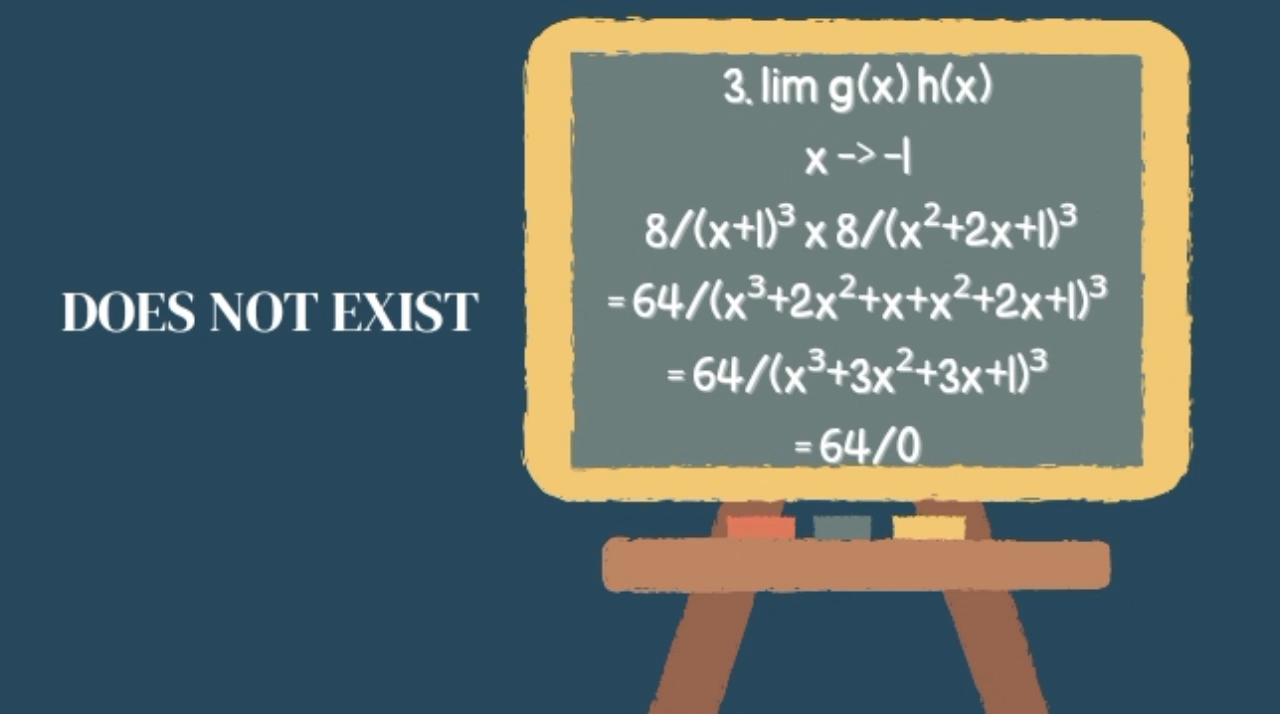 DOES NOT EXIST
3. lim g(x) h(x)
x -> -1
8/(x+1)³ x 8/(x²+2x+1)³
= 64/(x³+2x²+x+x²+2x+1)³
= 64/(x³+3x²+3x+1)³
= 64/0